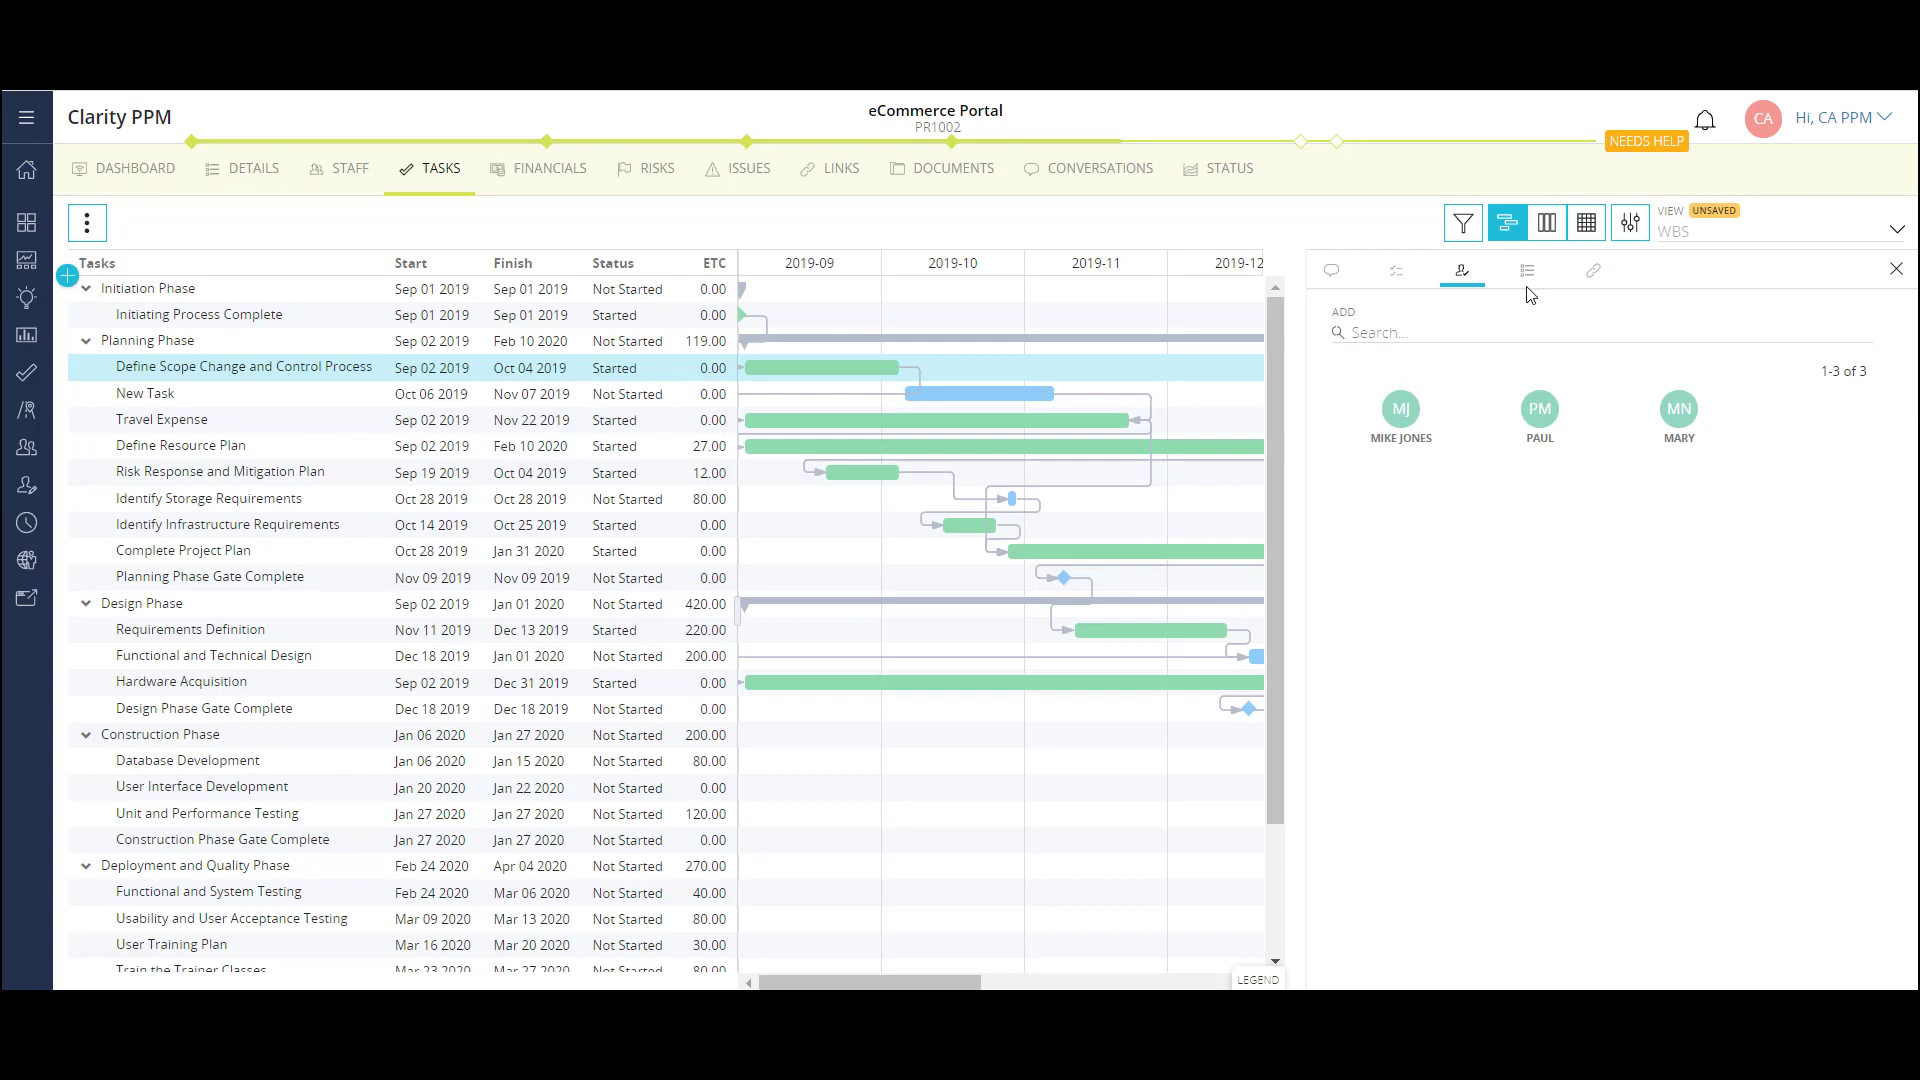 Clarity PPM
eCommerce Portal
PR1002
NEEDS HELP
CA
Hi, CA PPM
DASHBOARD DETAILS STAFF TASKS FINANCIALS RISKS ISSUES LINKS DOCUMENTS CONVERSATIONS STATUS
VIEW UNSAVED
WBS
Tasks Start Finish Status ETC 2019-09 2019-10 2019-11 2019-12
Initiation Phase Sep 01 2019 Sep 01 2019 Not Started 0.00
Initiating Process Complete Sep 01 2019 Sep 01 2019 Started 0.00
Planning Phase Sep 02 2019 Feb 10 2020 Not Started 119.00
Define Scope Change and Control Process Sep 02 2019 Oct 04 2019 Started 0.00
New Task Oct 06 2019 Nov 07 2019 Not Started 0.00
Travel Expense Sep 02 2019 Nov 22 2019 Started 0.00
Define Resource Plan Sep 02 2019 Feb 10 2020 Started 27.00
Risk Response and Mitigation Plan Sep 19 2019 Oct 04 2019 Started 12.00
Identify Storage Requirements Oct 28 2019 Oct 28 2019 Not Started 80.00
Identify Infrastructure Requirements Oct 14 2019 Oct 25 2019 Started 0.00
Complete Project Plan Oct 28 2019 Jan 31 2020 Started 0.00
Planning Phase Gate Complete Nov 09 2019 Nov 09 2019 Not Started 0.00
Design Phase Sep 02 2019 Jan 01 2020 Not Started 420.00
Requirements Definition Nov 11 2019 Dec 13 2019 Started 220.00
Functional and Technical Design Dec 18 2019 Jan 01 2020 Not Started 200.00
Hardware Acquisition Sep 02 2019 Dec 31 2019 Started 0.00
Design Phase Gate Complete Dec 18 2019 Dec 18 2019 Not Started 0.00
Construction Phase Jan 06 2020 Jan 27 2020 Not Started 200.00
Database Development Jan 06 2020 Jan 15 2020 Not Started 80.00
User Interface Development Jan 20 2020 Jan 22 2020 Not Started 0.00
Unit and Performance Testing Jan 27 2020 Jan 27 2020 Not Started 120.00
Construction Phase Gate Complete Jan 27 2020 Jan 27 2020 Not Started 0.00
Deployment and Quality Phase Feb 24 2020 Apr 04 2020 Not Started 270.00
Functional and System Testing Feb 24 2020 Mar 06 2020 Not Started 40.00
Usability and User Acceptance Testing Mar 09 2020 Mar 13 2020 Not Started 80.00
User Training Plan Mar 16 2020 Mar 20 2020 Not Started 30.00
Train the Trainer Classes Mar 23 2020 Mar 27 2020 Not Started 80.00
LEGEND
ADD
Search...
1-3 of 3
MJ PM MN
MIKE JONES PAUL MARY